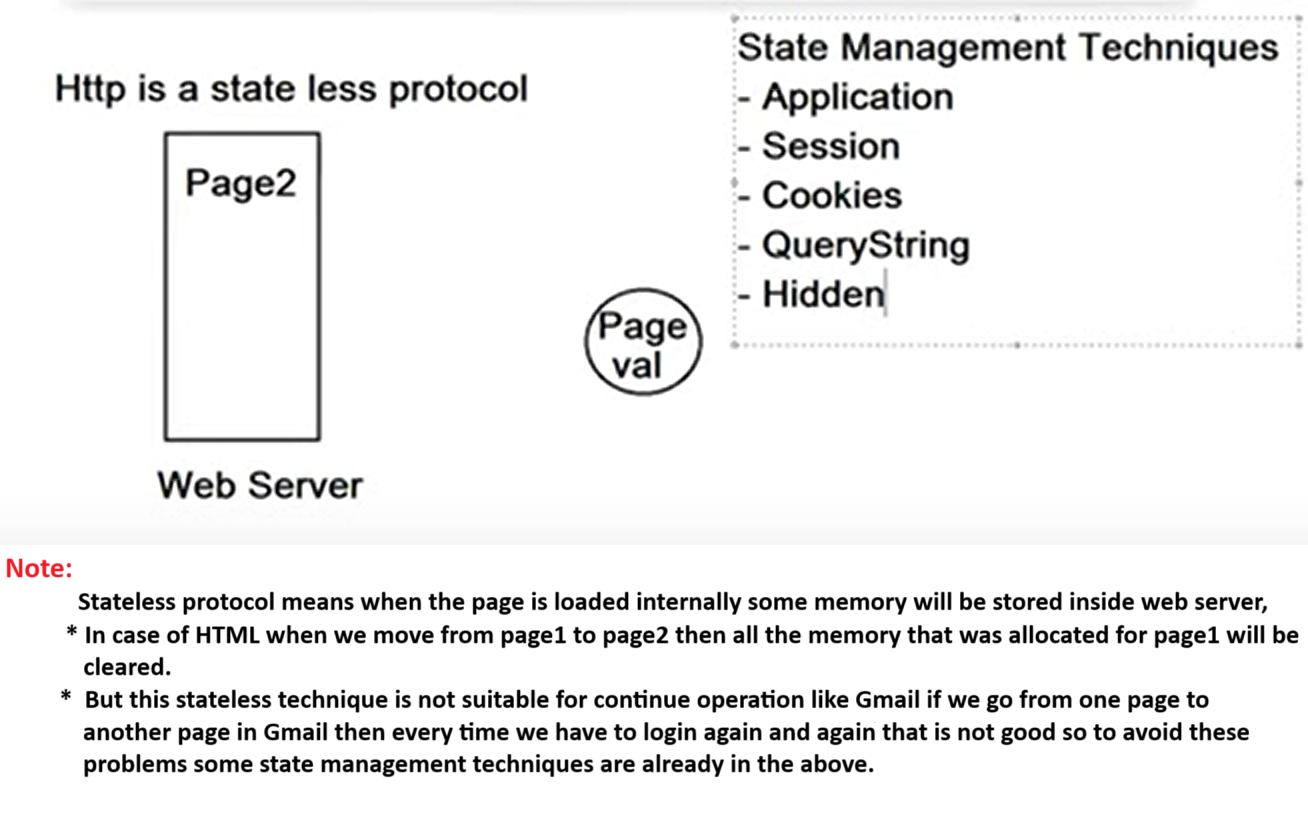 Http is a state less protocol
Page2
Web Server
Page
val
State Management Techniques
- Application
- Session
- Cookies
- QueryString
- Hidden
Note:
Stateless protocol means when the page is loaded internally some memory will be stored inside web server,
* In case of HTML when we move from page1 to page2 then all the memory that was allocated for page1 will be
cleared.
* But this stateless technique is not suitable for continue operation like Gmail if we go from one page to
another page in Gmail then every time we have to login again and again that is not good so to avoid these
problems some state management techniques are already in the above.